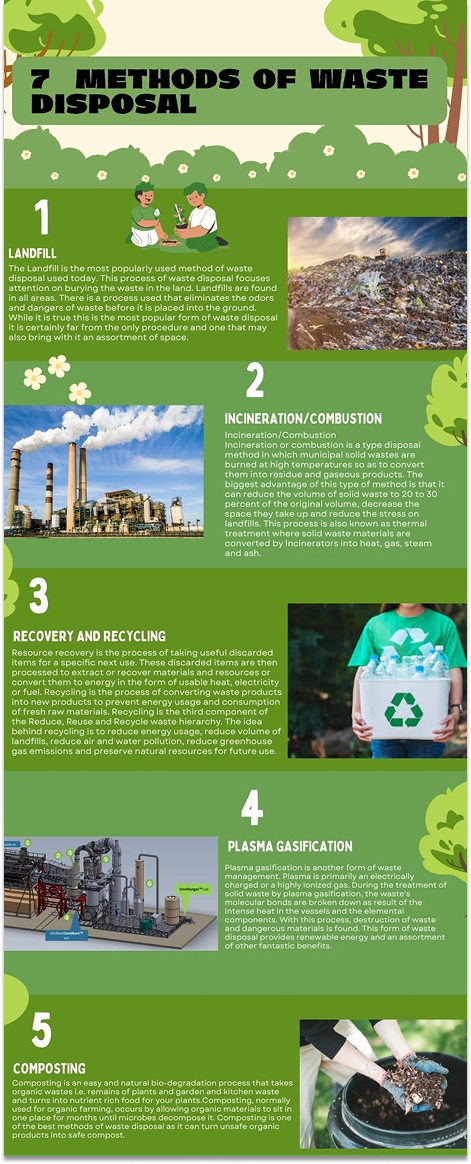 7 METHODS OF WASTE
DISPOSAL
1
LANDFILL
The Landfill is the most popularly used method of waste
disposal used today. This process of waste disposal focuses
attention on burying the waste in the land. Landfills are found
in all areas. There is a process used that eliminates the odors
and dangers of waste before it is placed into the ground.
While it is true this is the most popular form of waste disposal
it is certainly far from the only procedure and one that may
also bring with it an assortment of space.
2
INCINERATION/COMBUSTION
Incineration/Combustion
Incineration or combustion is a type disposal
method in which municipal solid wastes are
burned at high temperatures so as to convert
them into residue and gaseous products. The
biggest advantage of this type of method is that it
can reduce the volume of solid waste to 20 to 30
percent of the original volume, decrease the
space they take up and reduce the stress on
landfills. This process is also known as thermal
treatment where solid waste materials are
converted by Incinerators into heat, gas, steam
and ash.
3
RECOVERY AND RECYCLING
Resource recovery is the process of taking useful discarded
items for a specific next use. These discarded items are then
processed to extract or recover materials and resources or
convert them to energy in the form of usable heat, electricity
or fuel. Recycling is the process of converting waste products
into new products to prevent energy usage and consumption
of fresh raw materials. Recycling is the third component of
the Reduce, Reuse and Recycle waste hierarchy. The idea
behind recycling is to reduce energy usage, reduce volume of
landfills, reduce air and water pollution, reduce greenhouse
gas emissions and preserve natural resources for future use.
4
PLASMA GASIFICATION
Plasma gasification is another form of waste
management. Plasma is primarily an electrically
charged or a highly ionized gas. During the treatment of
solid waste by plasma gasification, the waste's
molecular bonds are broken down as result of the
intense heat in the vessels and the elemental
components. With this process, destruction of waste
and dangerous materials is found. This form of waste
disposal provides renewable energy and an assortment
of other fantastic benefits.
5
COMPOSTING
Composting is an easy and natural bio-degradation process that takes
organic wastes i.e. remains of plants and garden and kitchen waste
and turns into nutrient rich food for your plants.Composting, normally
used for organic farming, occurs by allowing organic materials to sit in
one place for months until microbes decompose it. Composting is one
of the best methods of waste disposal as it can turn unsafe organic
products into safe compost.